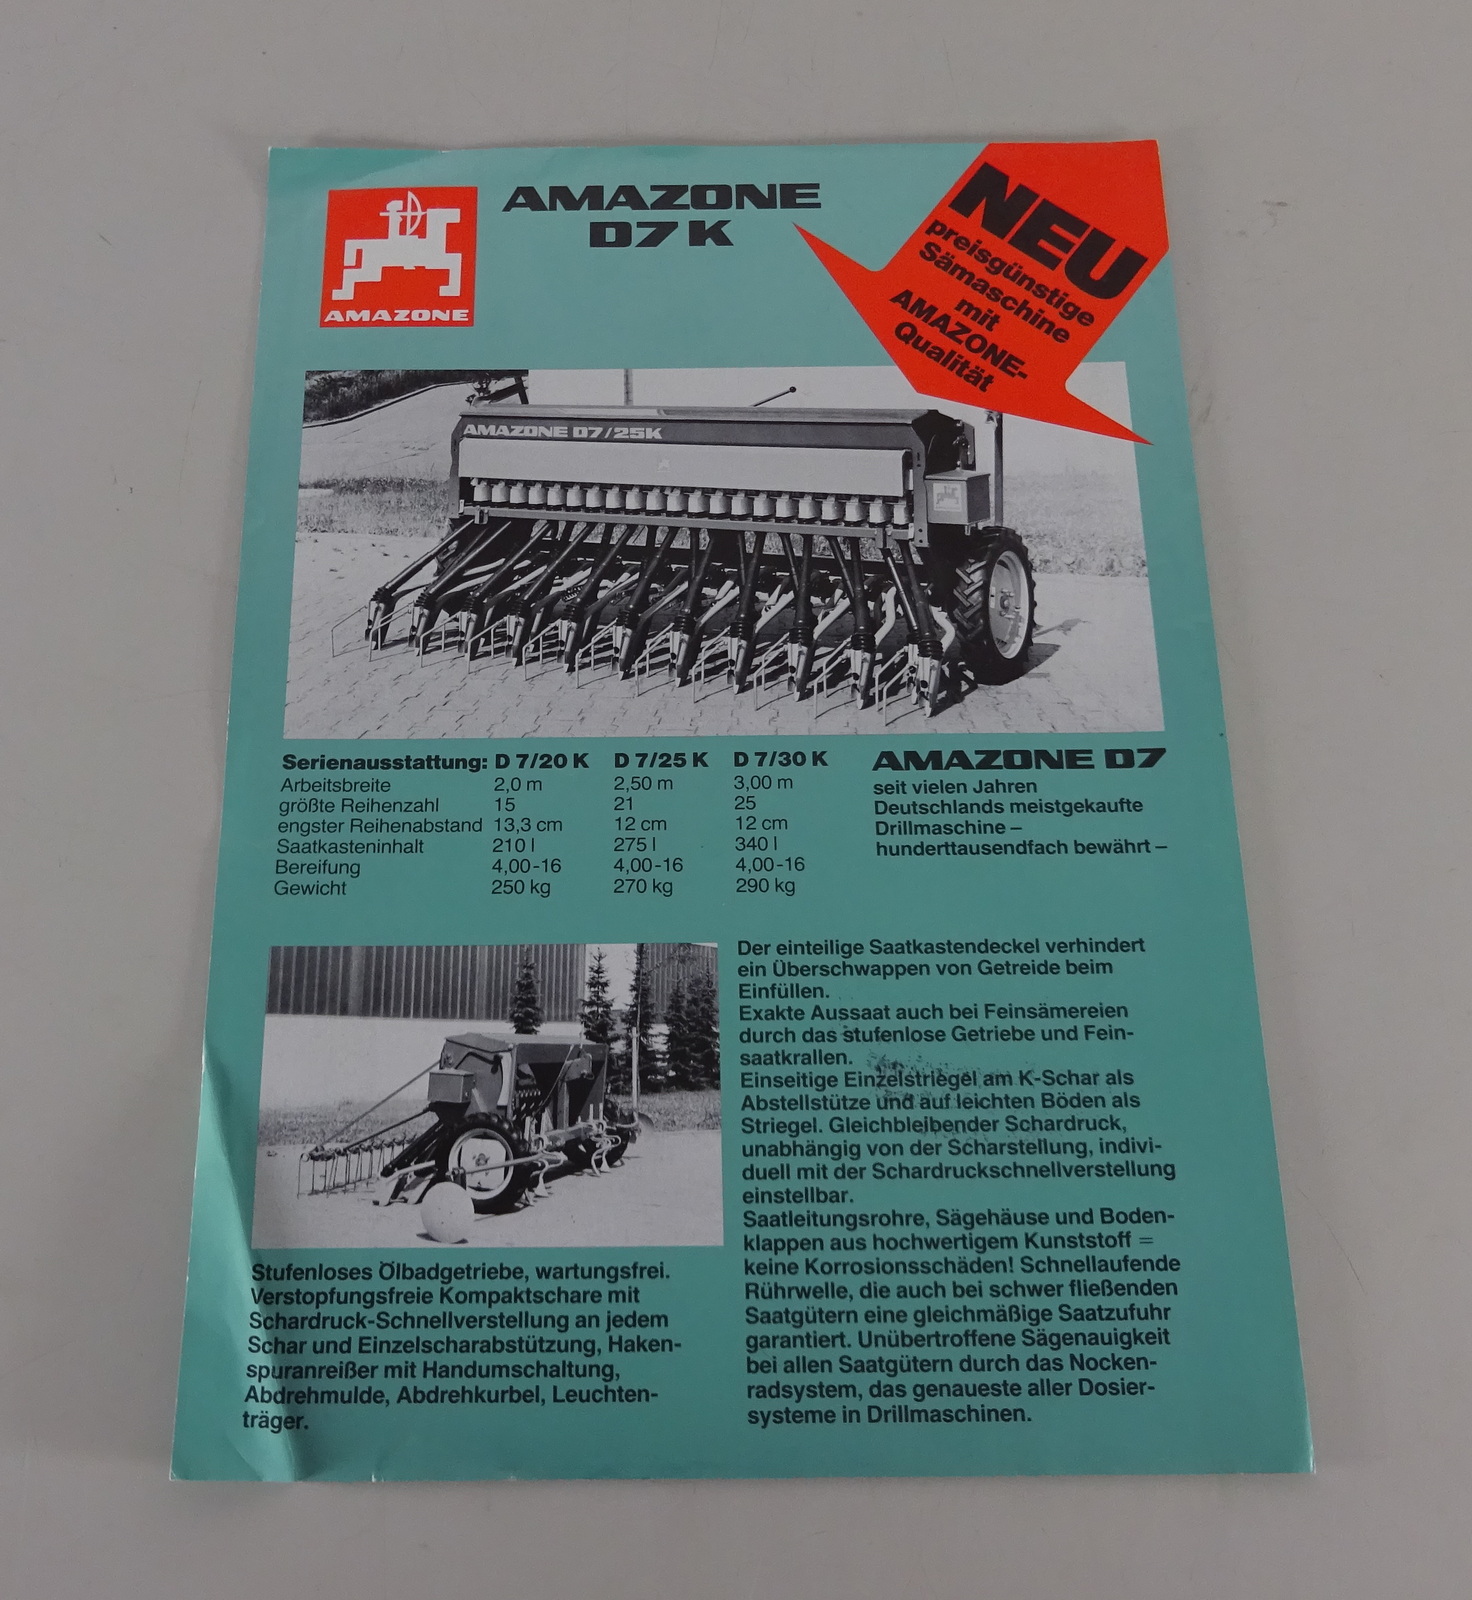 AMAZONE
D7 K
AMAZONE
NEU
preisgünstige
Sämaschine
mit
AMAZONE-
Qualität
AMAZONE D7/25K
Serienausstattung: D 7/20 K D 7/25 K D 7/30 K
Arbeitsbreite 2,0 m 2,50 m 3,00 m
größte Reihenzahl 15 21 25
engster Reihenabstand 13,3 cm 12 cm 12 cm
Saatkasteninhalt 210 l 275 l 340 l
Bereifung 4,00-16 4,00-16 4,00-16
Gewicht 250 kg 270 kg 290 kg
AMAZONE D7
seit vielen Jahren
Deutschlands meistgekaufte
Drillmaschine –
hunderttausendfach bewährt –
Stufenloses Ölbadgetriebe, wartungsfrei.
Verstopfungsfreie Kompaktschare mit
Schardruck-Schnellverstellung an jedem
Schar und Einzelscharabstützung, Haken-
spuranreißer mit Handumschaltung,
Abdrehmulde, Abdrehkurbel, Leuchten-
träger.
Der einteilige Saatkastendeckel verhindert
ein Überschwappen von Getreide beim
Einfüllen.
Exakte Aussaat auch bei Feinsämereien
durch das stufenlose Getriebe und Fein-
saatkrallen.
Einseitige Einzelstriegel am K-Schar als
Abstellstütze und auf leichten Böden als
Striegel. Gleichbleibender Schardruck,
unabhängig von der Scharstellung, indivi-
duell mit der Schardruckschnellverstellung
einstellbar.
Saatleitungsrohre, Sägehäuse und Boden-
klappen aus hochwertigem Kunststoff =
keine Korrosionsschäden! Schnellaufende
Rührwelle, die auch bei schwer fließenden
Saatgütern eine gleichmäßige Saatzufuhr
garantiert. Unübertroffene Sägenauigkeit
bei allen Saatgütern durch das Nocken-
radsystem, das genaueste aller Dosier-
systeme in Drillmaschinen.